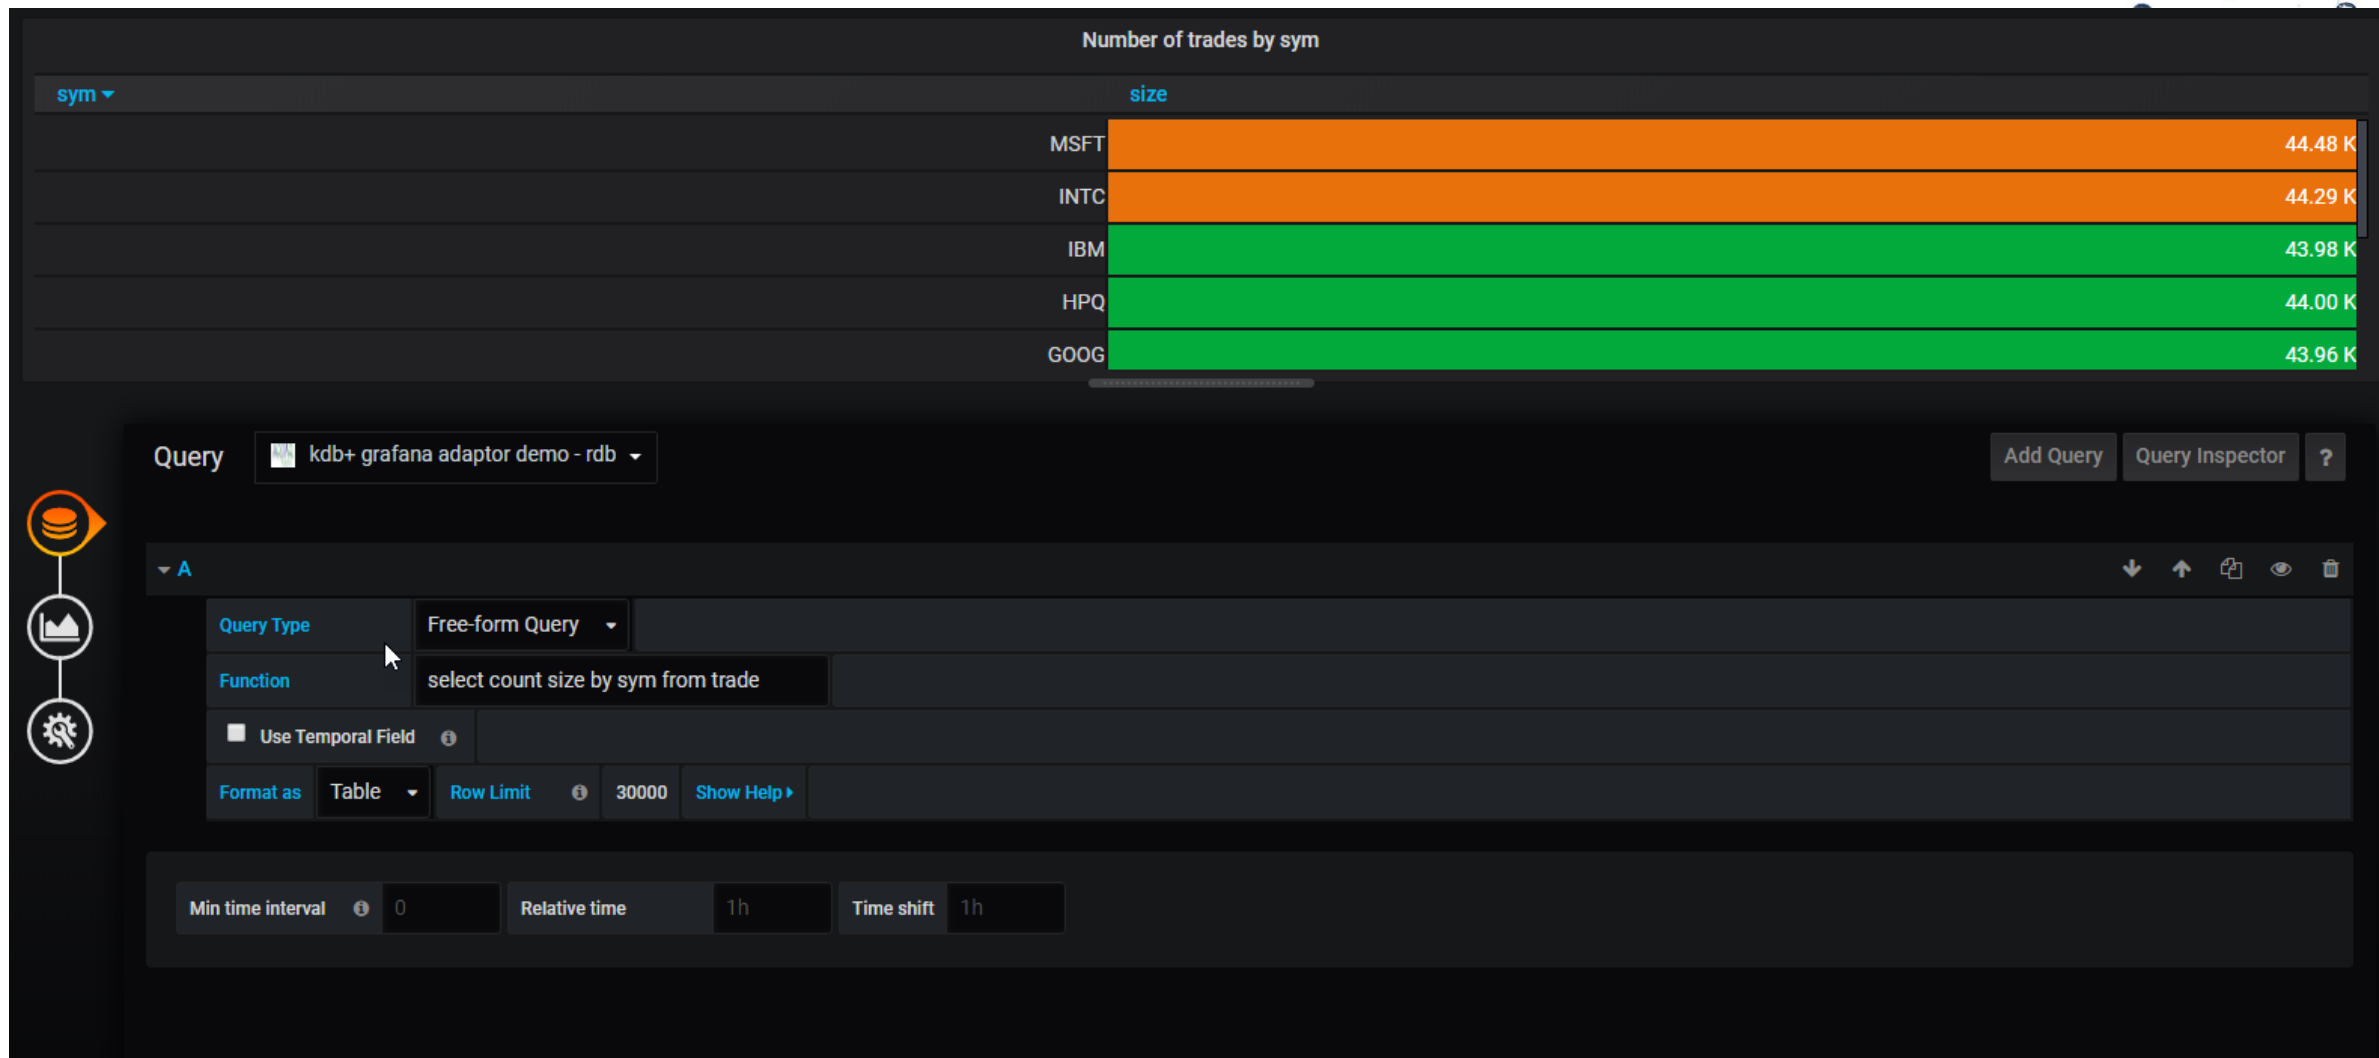 Number of trades by sym
sym size
MSFT 44.48 K
INTC 44.29 K
IBM 43.98 K
HPQ 44.00 K
GOOG 43.96 K
Query kdb+ grafana adaptor demo - rdb Add Query Query Inspector ?
A
Query Type Free-form Query
Function select count size by sym from trade
Use Temporal Field
Format as Table Row Limit 30000 Show Help
Min time interval 0 Relative time 1h Time shift 1h